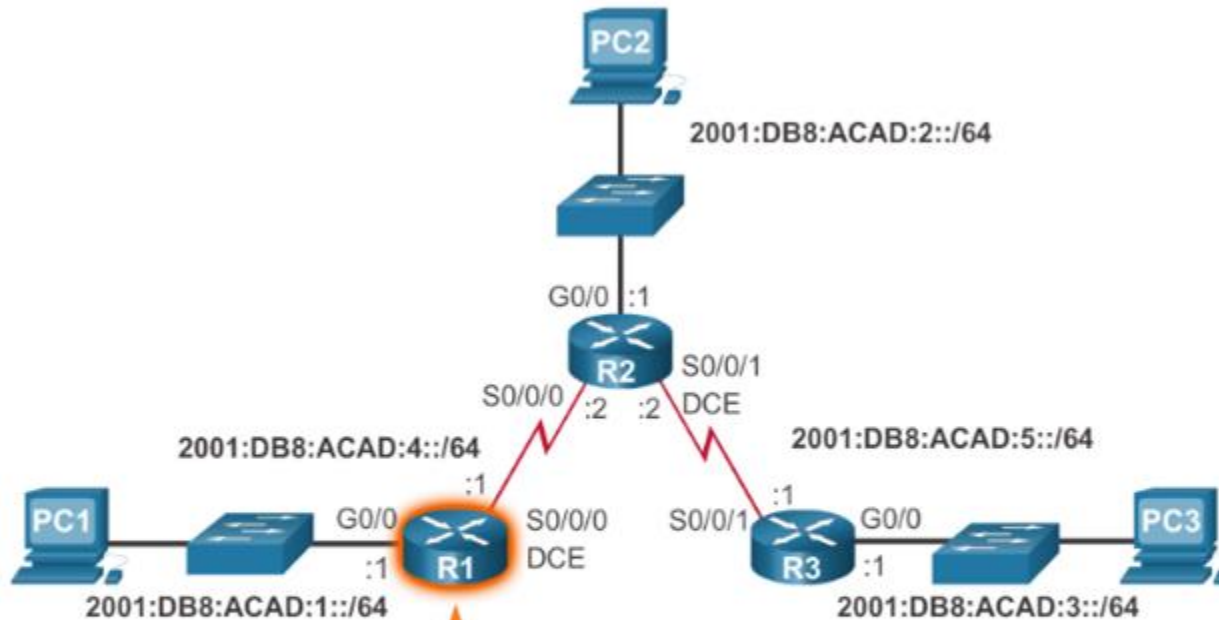 PC2
2001:DB8:ACAD:2::/64
G0/0 :1
R2
S0/0/1
S0/0/0
:2 :2 DCE
2001:DB8:ACAD:4::/64
2001:DB8:ACAD:5::/64
:1
:1
PC1
G0/0
S0/0/0
S0/0/1
G0/0
PC3
:1
R1
DCE
R3
:1
2001:DB8:ACAD:1::/64
2001:DB8:ACAD:3::/64